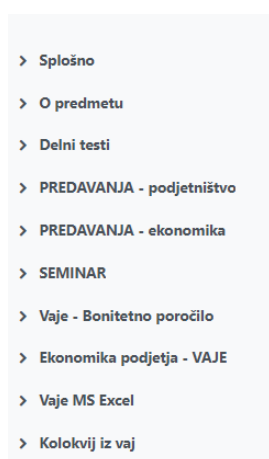 Splošno
O predmetu
Delni testi
PREDAVANJA - podjetništvo
PREDAVANJA - ekonomika
SEMINAR
Vaje - Bonitetno poročilo
Ekonomika podjetja - VAJE
Vaje MS Excel
Kolokvij iz vaj